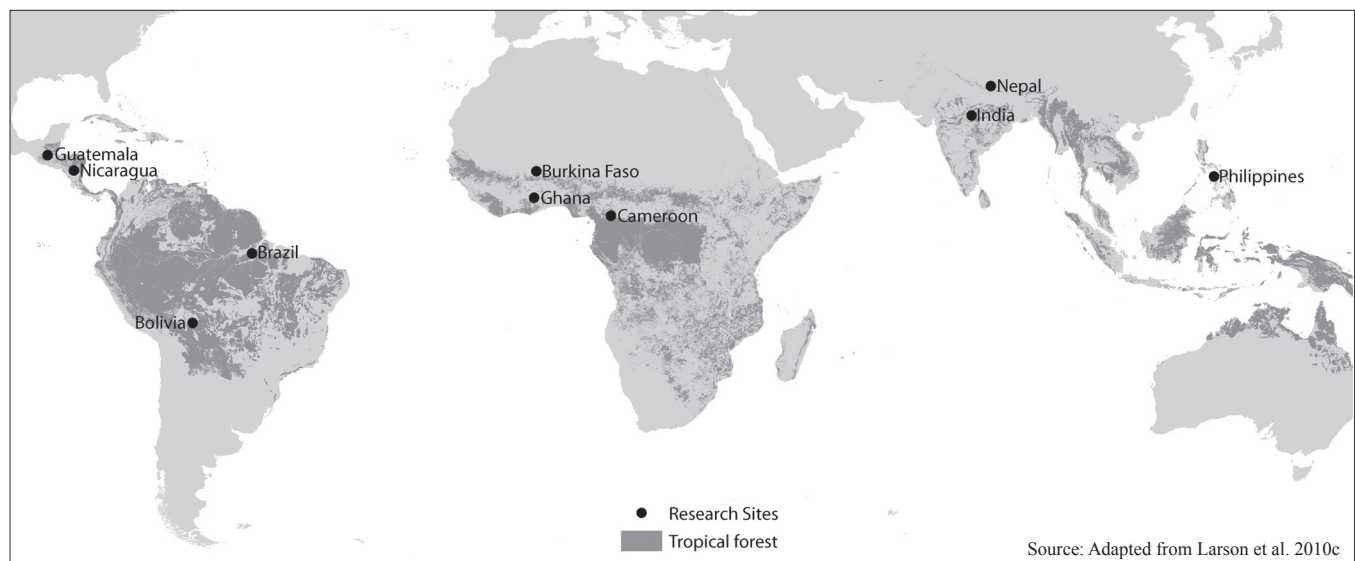 Nepal
India
Guatemala
Nicaragua
Burkina Faso
Philippines
Ghana
Cameroon
Brazil
Bolivia
Research Sites
Tropical forest
Source: Adapted from Larson et al. 2010c